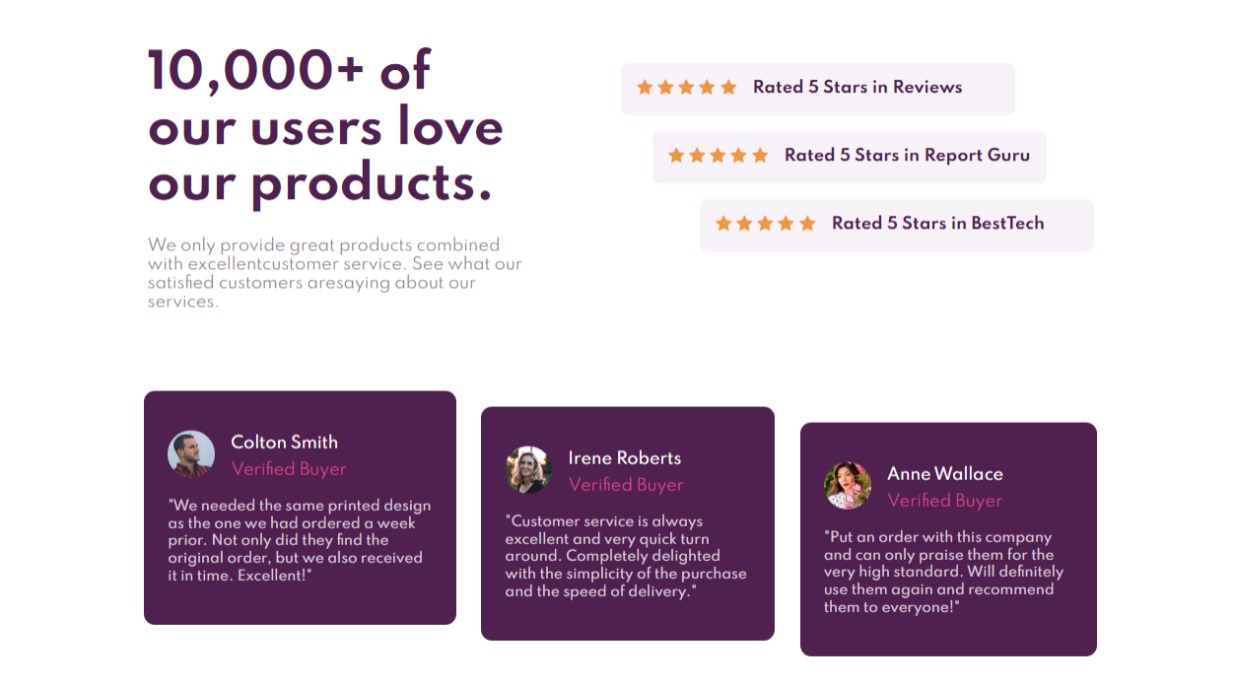 10,000+ of
our users love
our products.
We only provide great products combined
with excellentcustomer service. See what our
satisfied customers aresaying about our
services.
Rated 5 Stars in Reviews
Rated 5 Stars in Report Guru
Rated 5 Stars in BestTech
Colton Smith
Verified Buyer
"We needed the same printed design
as the one we had ordered a week
prior. Not only did they find the
original order, but we also received
it in time. Excellent!"
Irene Roberts
Verified Buyer
"Customer service is always
excellent and very quick turn
around. Completely delighted
with the simplicity of the purchase
and the speed of delivery."
Anne Wallace
Verified Buyer
"Put an order with this company
and can only praise them for the
very high standard. Will definitely
use them again and recommend
them to everyone!"